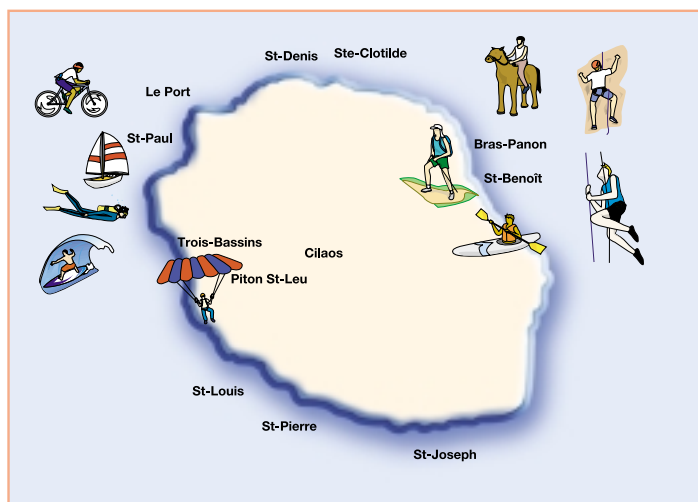 St-Denis
Ste-Clotilde
Le Port
St-Paul
Bras-Panon
St-Benoît
Trois-Bassins
Cilaos
Piton St-Leu
St-Louis
St-Pierre
St-Joseph